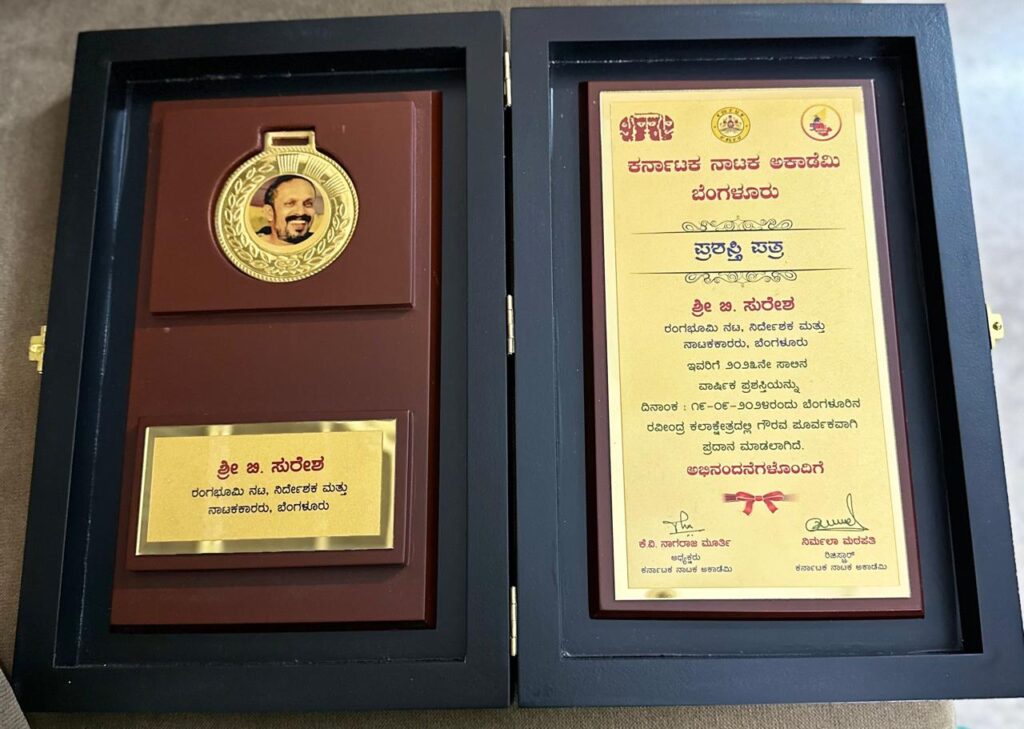 ಶ್ರೀ ಬಿ. ಸುರೇಶ
ರಂಗಭೂಮಿ ನಟ, ನಿರ್ದೇಶಕ ಮತ್ತು
ನಾಟಕಕಾರರು, ಬೆಂಗಳೂರು
ಕರ್ನಾಟಕ ನಾಟಕ ಅಕಾಡೆಮಿ
ಬೆಂಗಳೂರು
ಪ್ರಶಸ್ತಿ ಪತ್ರ
ಶ್ರೀ ಬಿ. ಸುರೇಶ
ರಂಗಭೂಮಿ ನಟ, ನಿರ್ದೇಶಕ ಮತ್ತು
ನಾಟಕಕಾರರು, ಬೆಂಗಳೂರು
ಇವರಿಗೆ ೨೦೨೩ನೇ ಸಾಲಿನ
ವಾರ್ಷಿಕ ಪ್ರಶಸ್ತಿಯನ್ನು
ದಿನಾಂಕ : ೧೯-೦೯-೨೦೨೪ರಂದು ಬೆಂಗಳೂರಿನ
ರವೀಂದ್ರ ಕಲಾಕ್ಷೇತ್ರದಲ್ಲಿ ಗೌರವ ಪೂರ್ವಕವಾಗಿ
ಪ್ರದಾನ ಮಾಡಲಾಗಿದೆ.
ಅಭಿನಂದನೆಗಳೊಂದಿಗೆ
ಕೆ.ವಿ. ನಾಗರಾಜ ಮೂರ್ತಿ
ಅಧ್ಯಕ್ಷರು
ಕರ್ನಾಟಕ ನಾಟಕ ಅಕಾಡೆಮಿ
ನಿರ್ಮಲಾ ಮಠಪತಿ
ರಿಜಿಸ್ಟ್ರಾರ್
ಕರ್ನಾಟಕ ನಾಟಕ ಅಕಾಡೆಮಿ